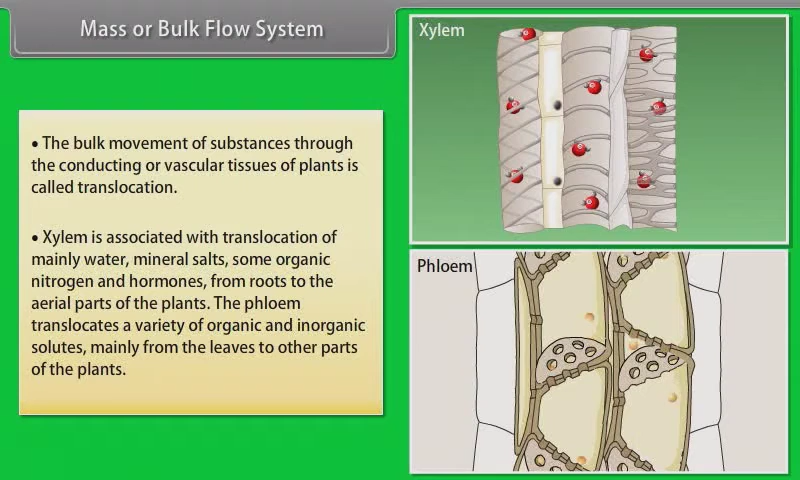 Mass or Bulk Flow System
• The bulk movement of substances through
the conducting or vascular tissues of plants is
called translocation.
• Xylem is associated with translocation of
mainly water, mineral salts, some organic
nitrogen and hormones, from roots to the
aerial parts of the plants. The phloem
translocates a variety of organic and inorganic
solutes, mainly from the leaves to other parts
of the plants.
Xylem
Phloem